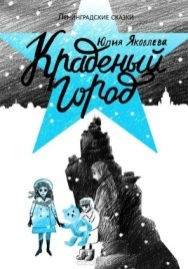 Ленинградские сказки
Юлия Яковлева
Краденый
город